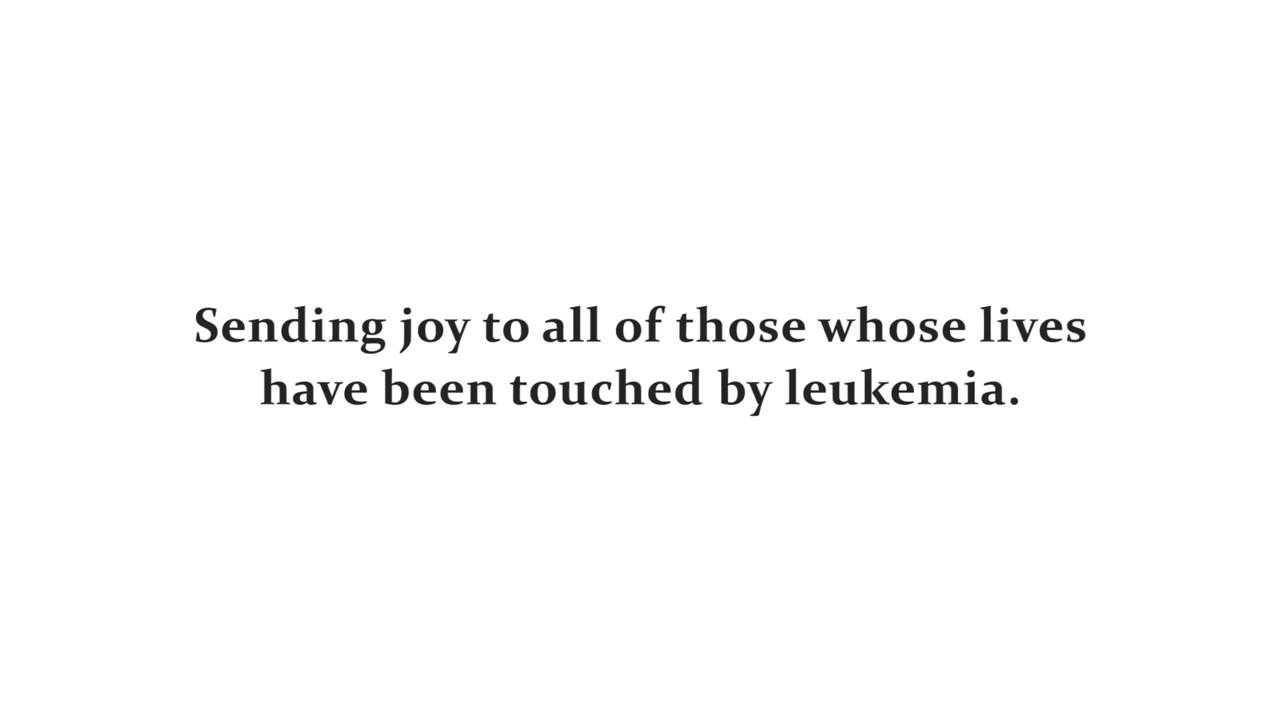 Sending joy to all of those whose lives
have been touched by leukemia.